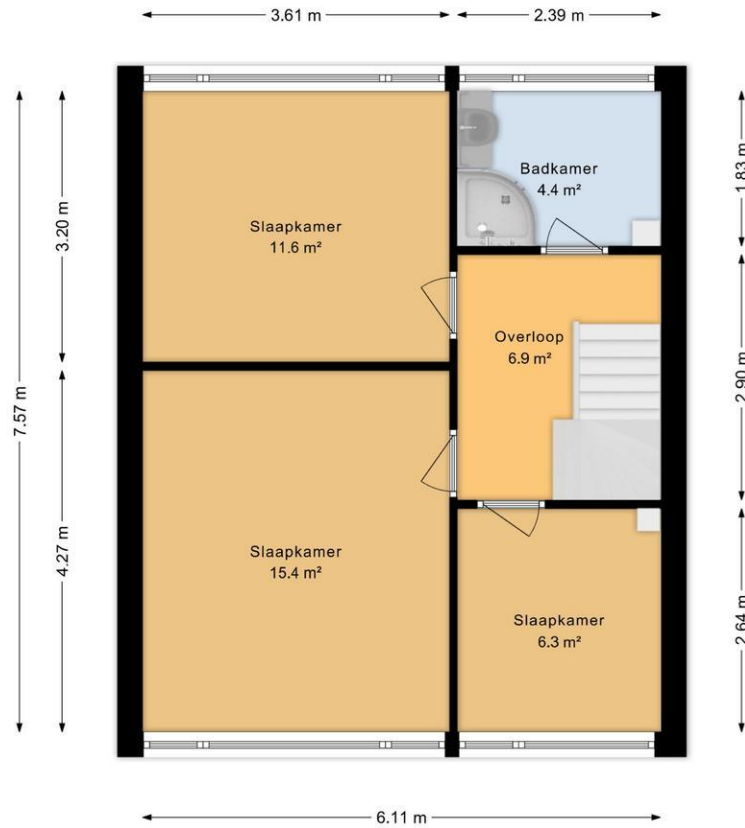 3.61 m
2.39 m
7.57 m
3.20 m
4.27 m
Slaapkamer
11.6 m²
Badkamer
4.4 m²
Overloop
6.9 m²
Slaapkamer
15.4 m²
Slaapkamer
6.3 m²
1.83 m
2.90 m
2.64 m
6.11 m